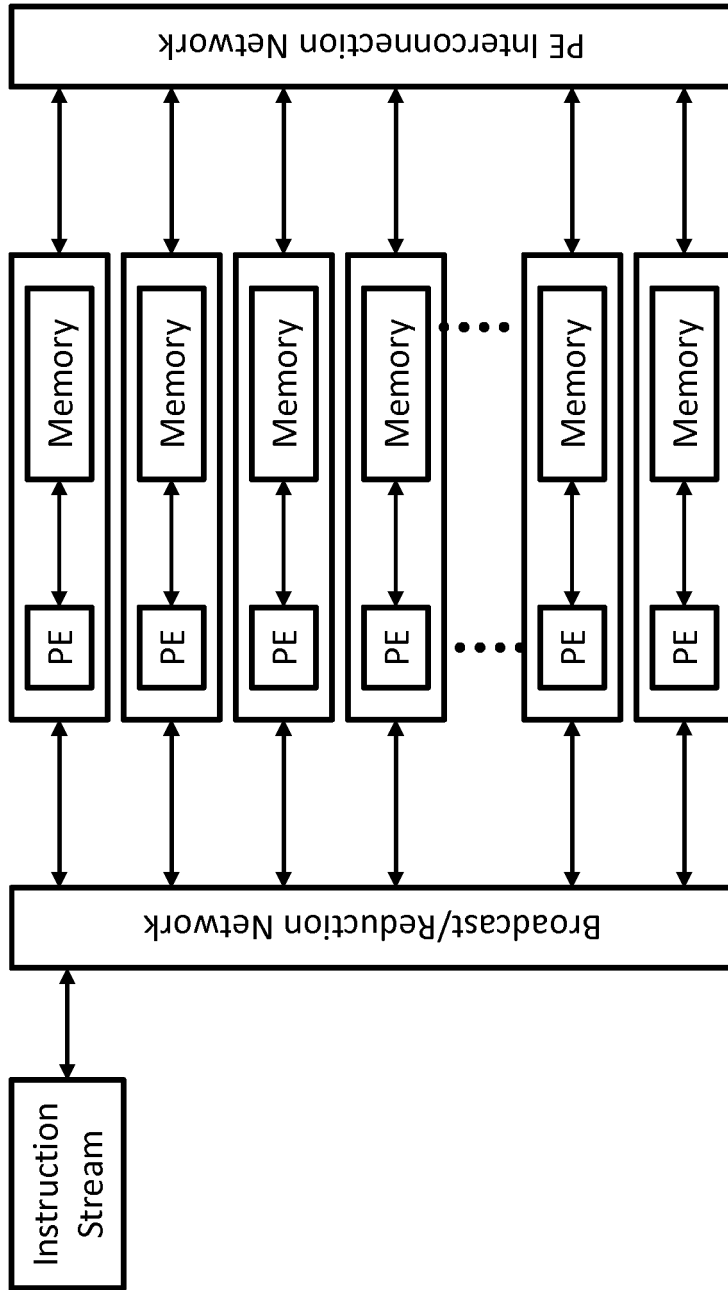 PE Interconnection Network
Memory
Memory
Memory
Memory
Memory
Memory
PE
PE
PE
PE
PE
PE
Broadcast/Reduction Network
Instruction
Stream